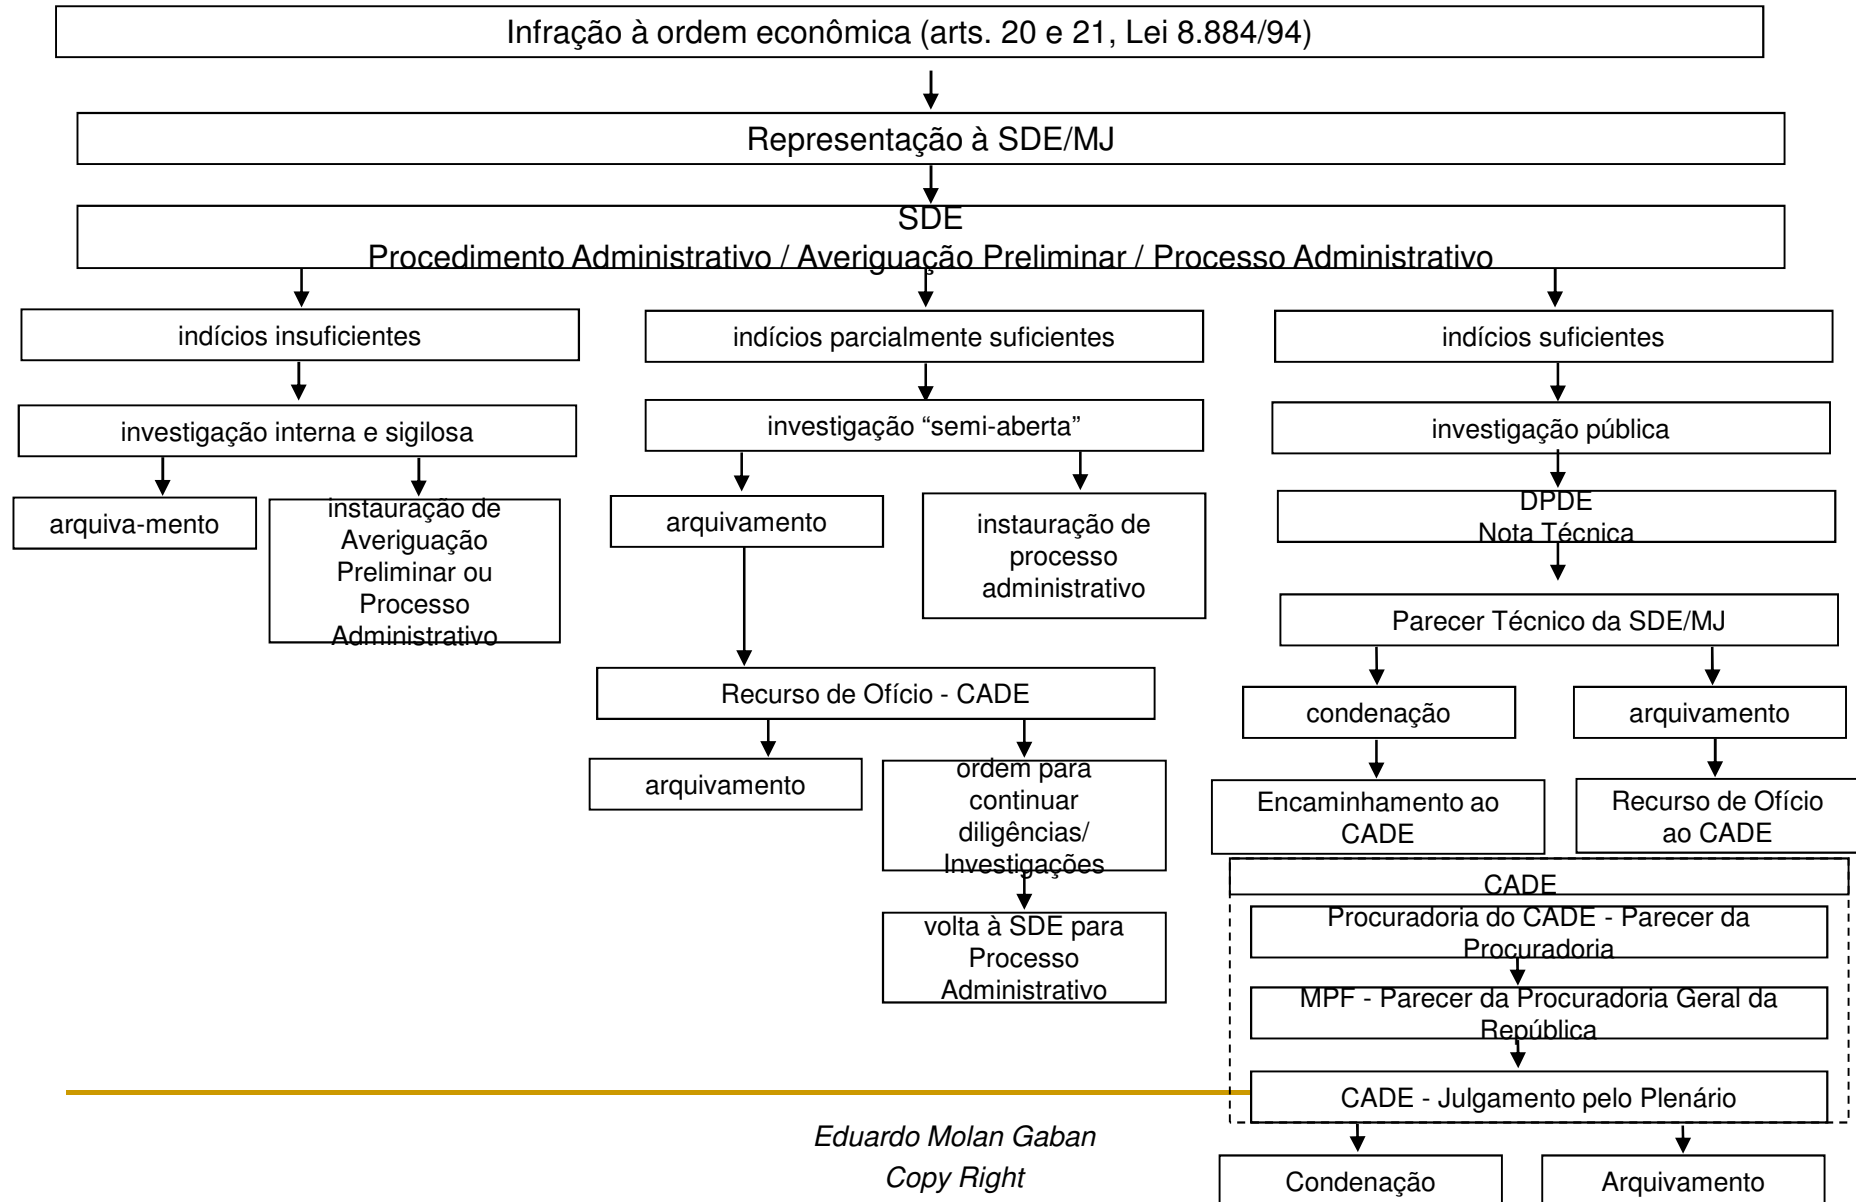 Infração à ordem econômica (arts. 20 e 21, Lei 8.884/94)
Representação à SDE/MJ
SDE
Procedimento Administrativo / Averiguação Preliminar / Processo Administrativo
indícios insuficientes
indícios parcialmente suficientes
indícios suficientes
investigação interna e sigilosa
investigação “semi-aberta”
investigação pública
arquiva-mento
instauração de
Averiguação
Preliminar ou
Processo
Administrativo
arquivamento
instauração de
processo
administrativo
DPDE
Nota Técnica
Parecer Técnico da SDE/MJ
Recurso de Ofício - CADE
condenação
arquivamento
arquivamento
ordem para
continuar
diligências/
Investigações
Encaminhamento ao
CADE
Recurso de Ofício
ao CADE
volta à SDE para
Processo
Administrativo
CADE
Procuradoria do CADE - Parecer da
Procuradoria
MPF - Parecer da Procuradoria Geral da
República
CADE - Julgamento pelo Plenário
Condenação
Arquivamento
Eduardo Molan Gaban
Copy Right